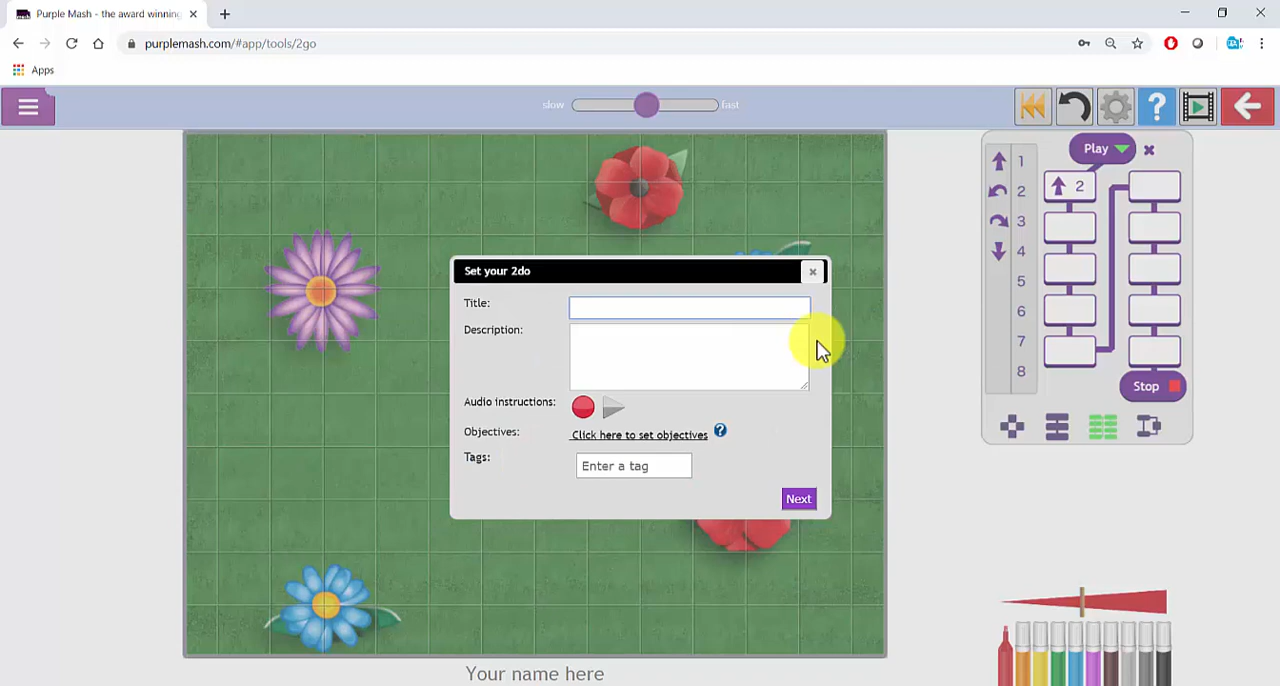 Purple Mash - the award winning
purplemash.com/#app/tools/2go
Apps
slow
fast
Play
1
2
2
3
4
5
6
7
8
Stop
Set your 2do
Title:
Description:
Audio instructions:
Objectives:
Click here to set objectives
?
Tags:
Enter a tag
Next
?
Your name here